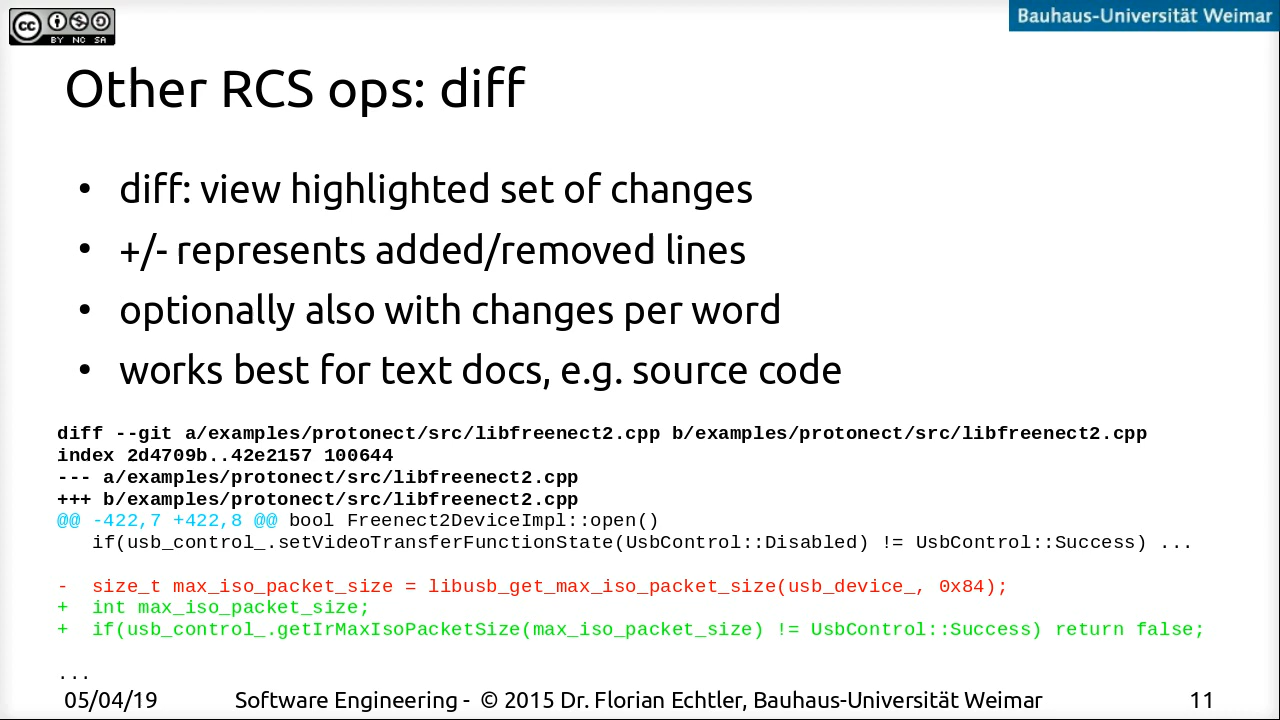 cc
BY NC SA
Bauhaus-Universität Weimar
Other RCS ops: diff
• diff: view highlighted set of changes
• +/- represents added/removed lines
• optionally also with changes per word
• works best for text docs, e.g. source code
diff --git a/examples/protonect/src/libfreenect2.cpp b/examples/protonect/src/libfreenect2.cpp
index 2d4709b..42e2157 100644
--- a/examples/protonect/src/libfreenect2.cpp
+++ b/examples/protonect/src/libfreenect2.cpp
@@ -422,7 +422,8 @@ bool Freenect2DeviceImpl::open()
   if(usb_control_.setVideoTransferFunctionState(UsbControl::Disabled) != UsbControl::Success) ...
-  size_t max_iso_packet_size = libusb_get_max_iso_packet_size(usb_device_, 0x84);
+  int max_iso_packet_size;
+  if(usb_control_.getIrMaxIsoPacketSize(max_iso_packet_size) != UsbControl::Success) return false;
...
05/04/19 Software Engineering - © 2015 Dr. Florian Echtler, Bauhaus-Universität Weimar 11